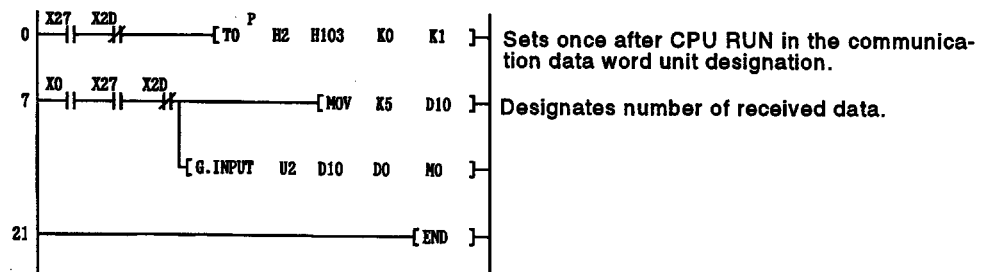 X27 X2D P
0 TO H2 H103 K0 K1 Sets once after CPU RUN in the communica-
tion data word unit designation.
X0 X27 X2D
7 MOV K5 D10 Designates number of received data.
G.INPUT U2 D10 D0 M0
21 END